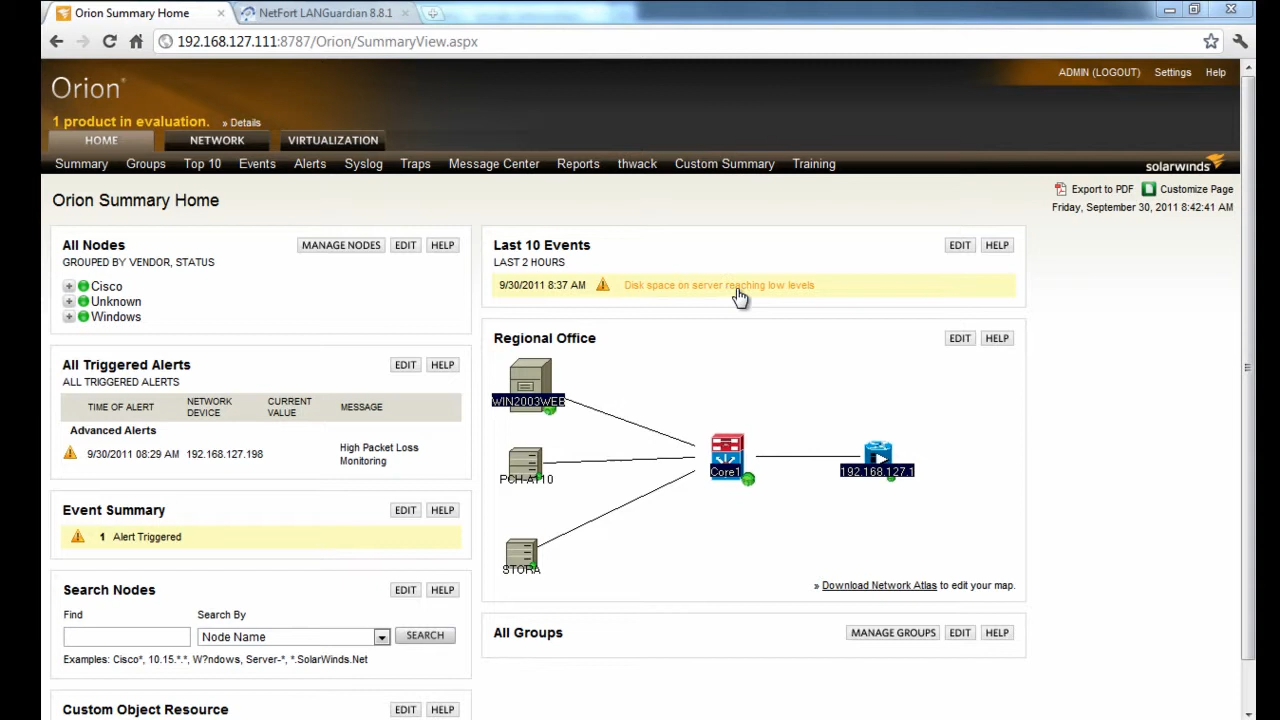 Orion Summary Home
NetFort LANGuardian 8.8.1
192.168.127.111:8787/Orion/SummaryView.aspx
Orion
ADMIN (LOGOUT) Settings Help
1 product in evaluation. » Details
HOME NETWORK VIRTUALIZATION
Summary Groups Top 10 Events Alerts Syslog Traps Message Center Reports thwack Custom Summary Training
solarwinds
Orion Summary Home
Export to PDF Customize Page
Friday, September 30, 2011 8:42:41 AM
All Nodes MANAGE NODES EDIT HELP
GROUPED BY VENDOR, STATUS
Cisco
Unknown
Windows
All Triggered Alerts EDIT HELP
ALL TRIGGERED ALERTS
TIME OF ALERT NETWORK DEVICE CURRENT VALUE MESSAGE
Advanced Alerts
9/30/2011 08:29 AM 192.168.127.198 High Packet Loss
Monitoring
Event Summary EDIT HELP
1 Alert Triggered
Search Nodes EDIT HELP
Find Search By
Node Name SEARCH
Examples: Cisco*, 10.15.*.*, W?ndows, Server-*, *.SolarWinds.Net
Custom Object Resource EDIT HELP
Last 10 Events EDIT HELP
LAST 2 HOURS
9/30/2011 8:37 AM Disk space on server reaching low levels
Regional Office EDIT HELP
WIN2003WEB
PCH-A110
STORA
Core1
192.168.127.1
» Download Network Atlas to edit your map.
All Groups MANAGE GROUPS EDIT HELP